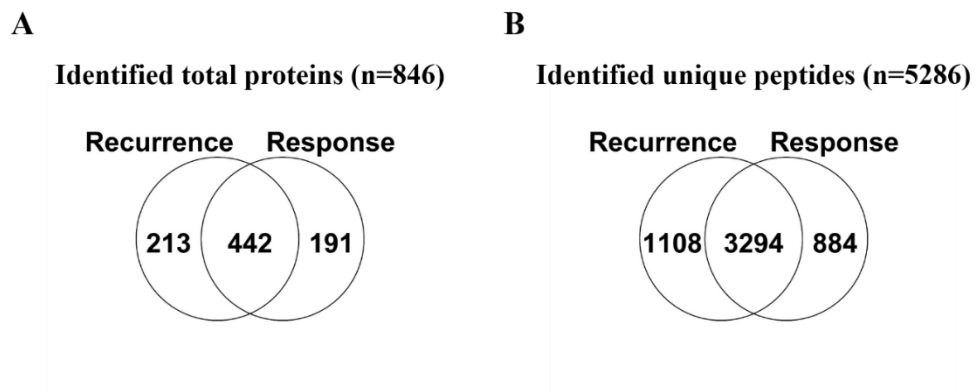 A
Identified total proteins (n=846)
Recurrence Response
213 442 191
B
Identified unique peptides (n=5286)
Recurrence Response
1108 3294 884